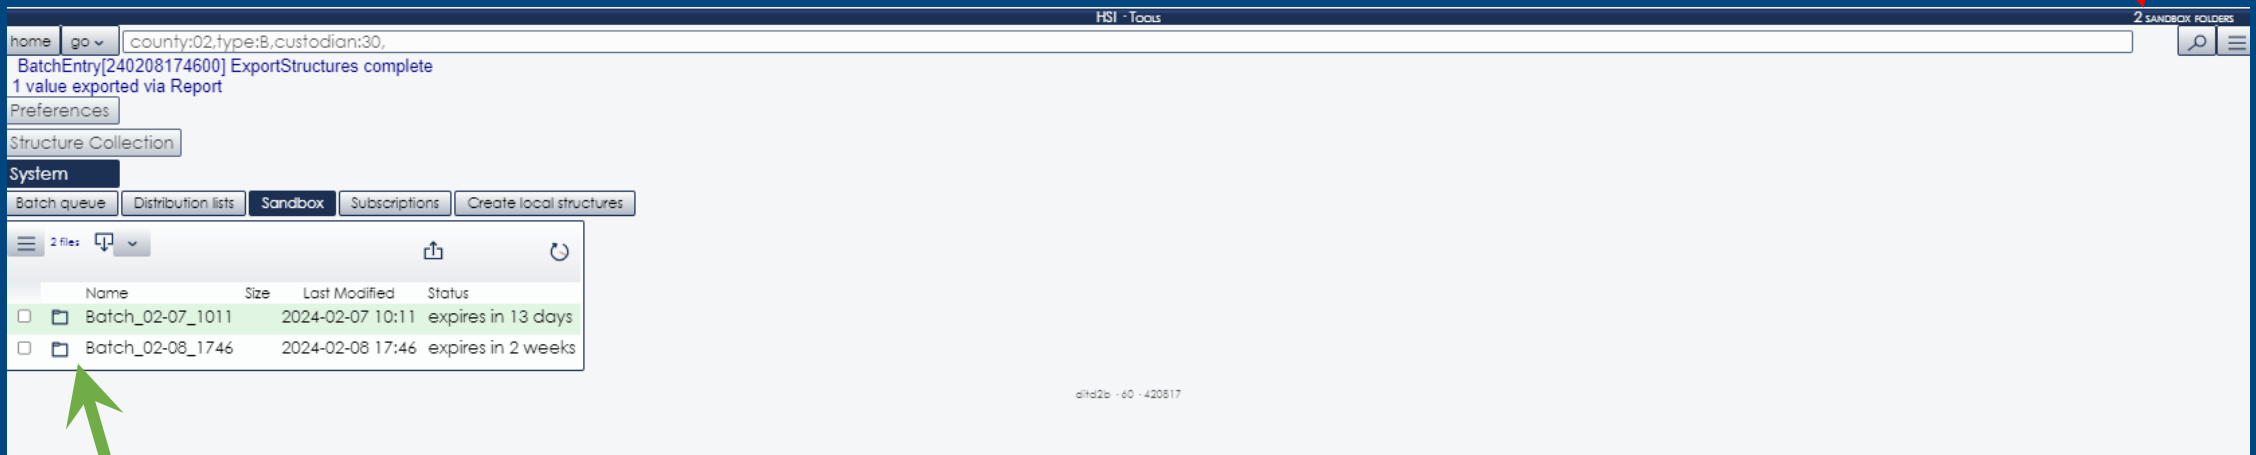 HSI - Tools
2 SANDBOX FOLDERS
home go county:02,type:B,custodian:30,
BatchEntry[240208174600] ExportStructures complete
1 value exported via Report
Preferences
Structure Collection
System
Batch queue Distribution lists Sandbox Subscriptions Create local structures
2 files
Name Size Last Modified Status
Batch_02-07_1011 2024-02-07 10:11 expires in 13 days
Batch_02-08_1746 2024-02-08 17:46 expires in 2 weeks
ditd2b - 60 - 420817